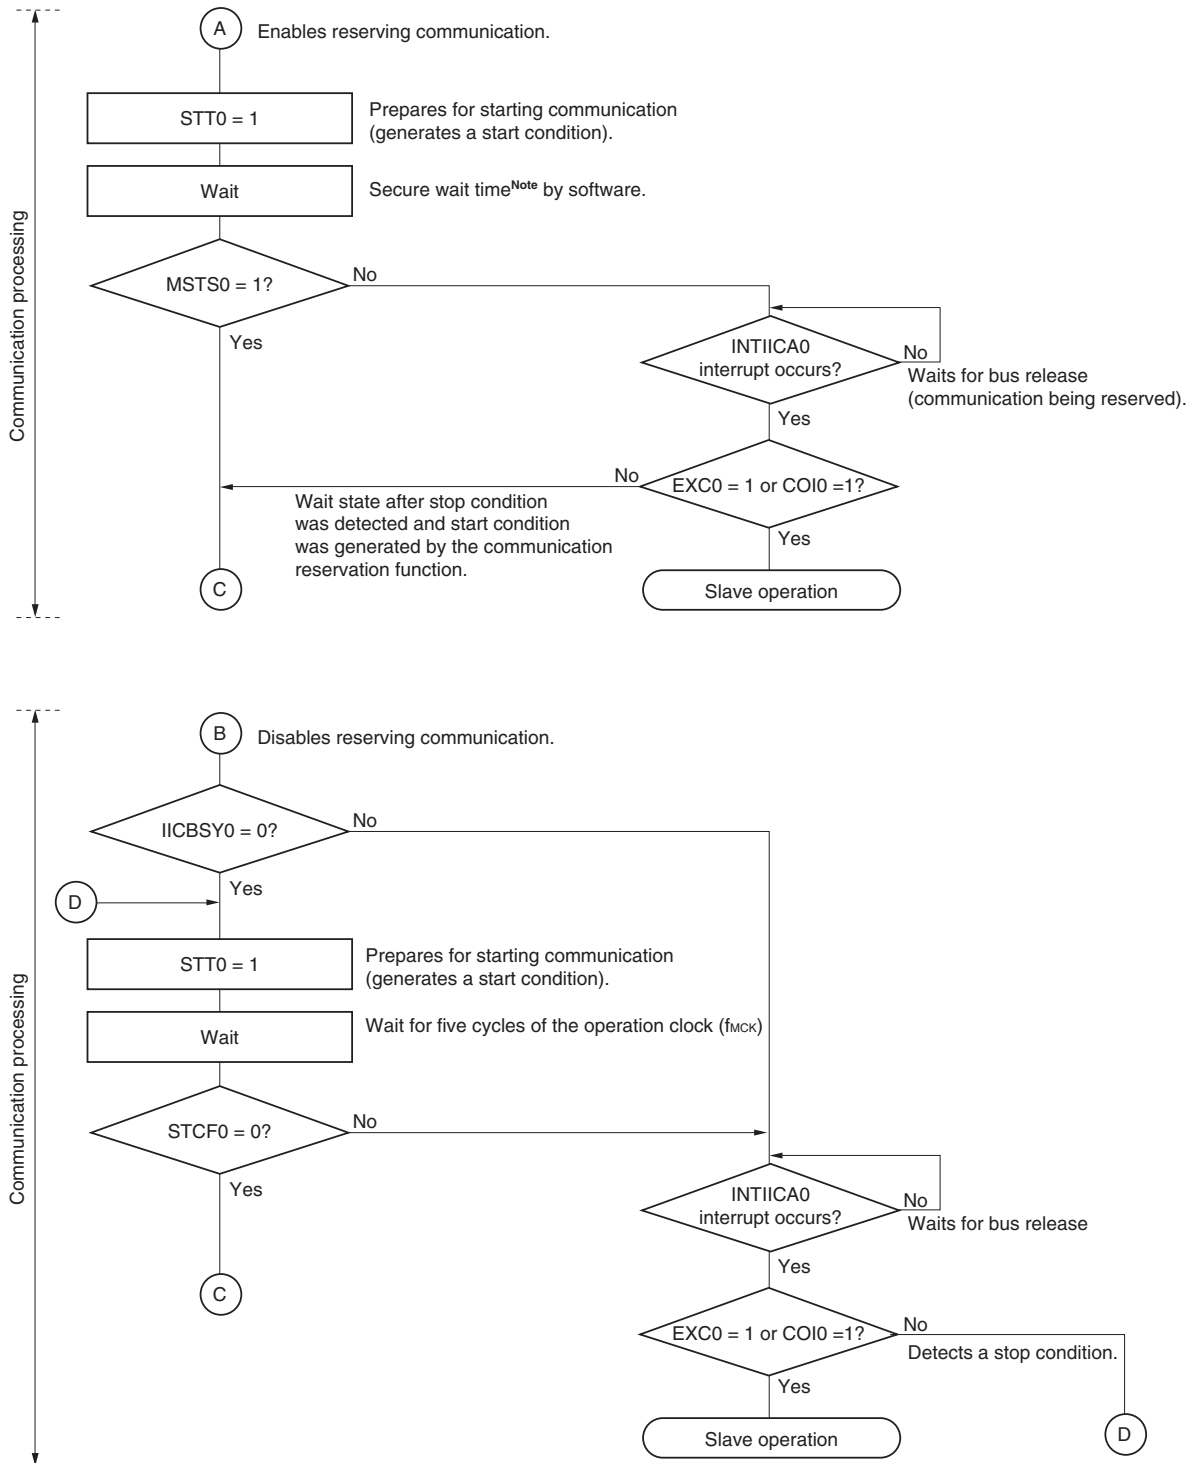 A
Enables reserving communication.
STT0 = 1
Prepares for starting communication
(generates a start condition).
Wait
Secure wait timeNote by software.
MSTS0 = 1?
No
Yes
INTIICA0
interrupt occurs?
No
Waits for bus release
(communication being reserved).
Yes
EXC0 = 1 or COI0 =1?
No
Wait state after stop condition
was detected and start condition
was generated by the communication
reservation function.
Yes
C
Slave operation
Communication processing
B
Disables reserving communication.
IICBSY0 = 0?
No
Yes
D
STT0 = 1
Prepares for starting communication
(generates a start condition).
Wait
Wait for five cycles of the operation clock (fMCK)
STCF0 = 0?
No
Yes
INTIICA0
interrupt occurs?
No
Waits for bus release
Yes
C
EXC0 = 1 or COI0 =1?
No
Detects a stop condition.
Yes
Slave operation
D
Communication processing